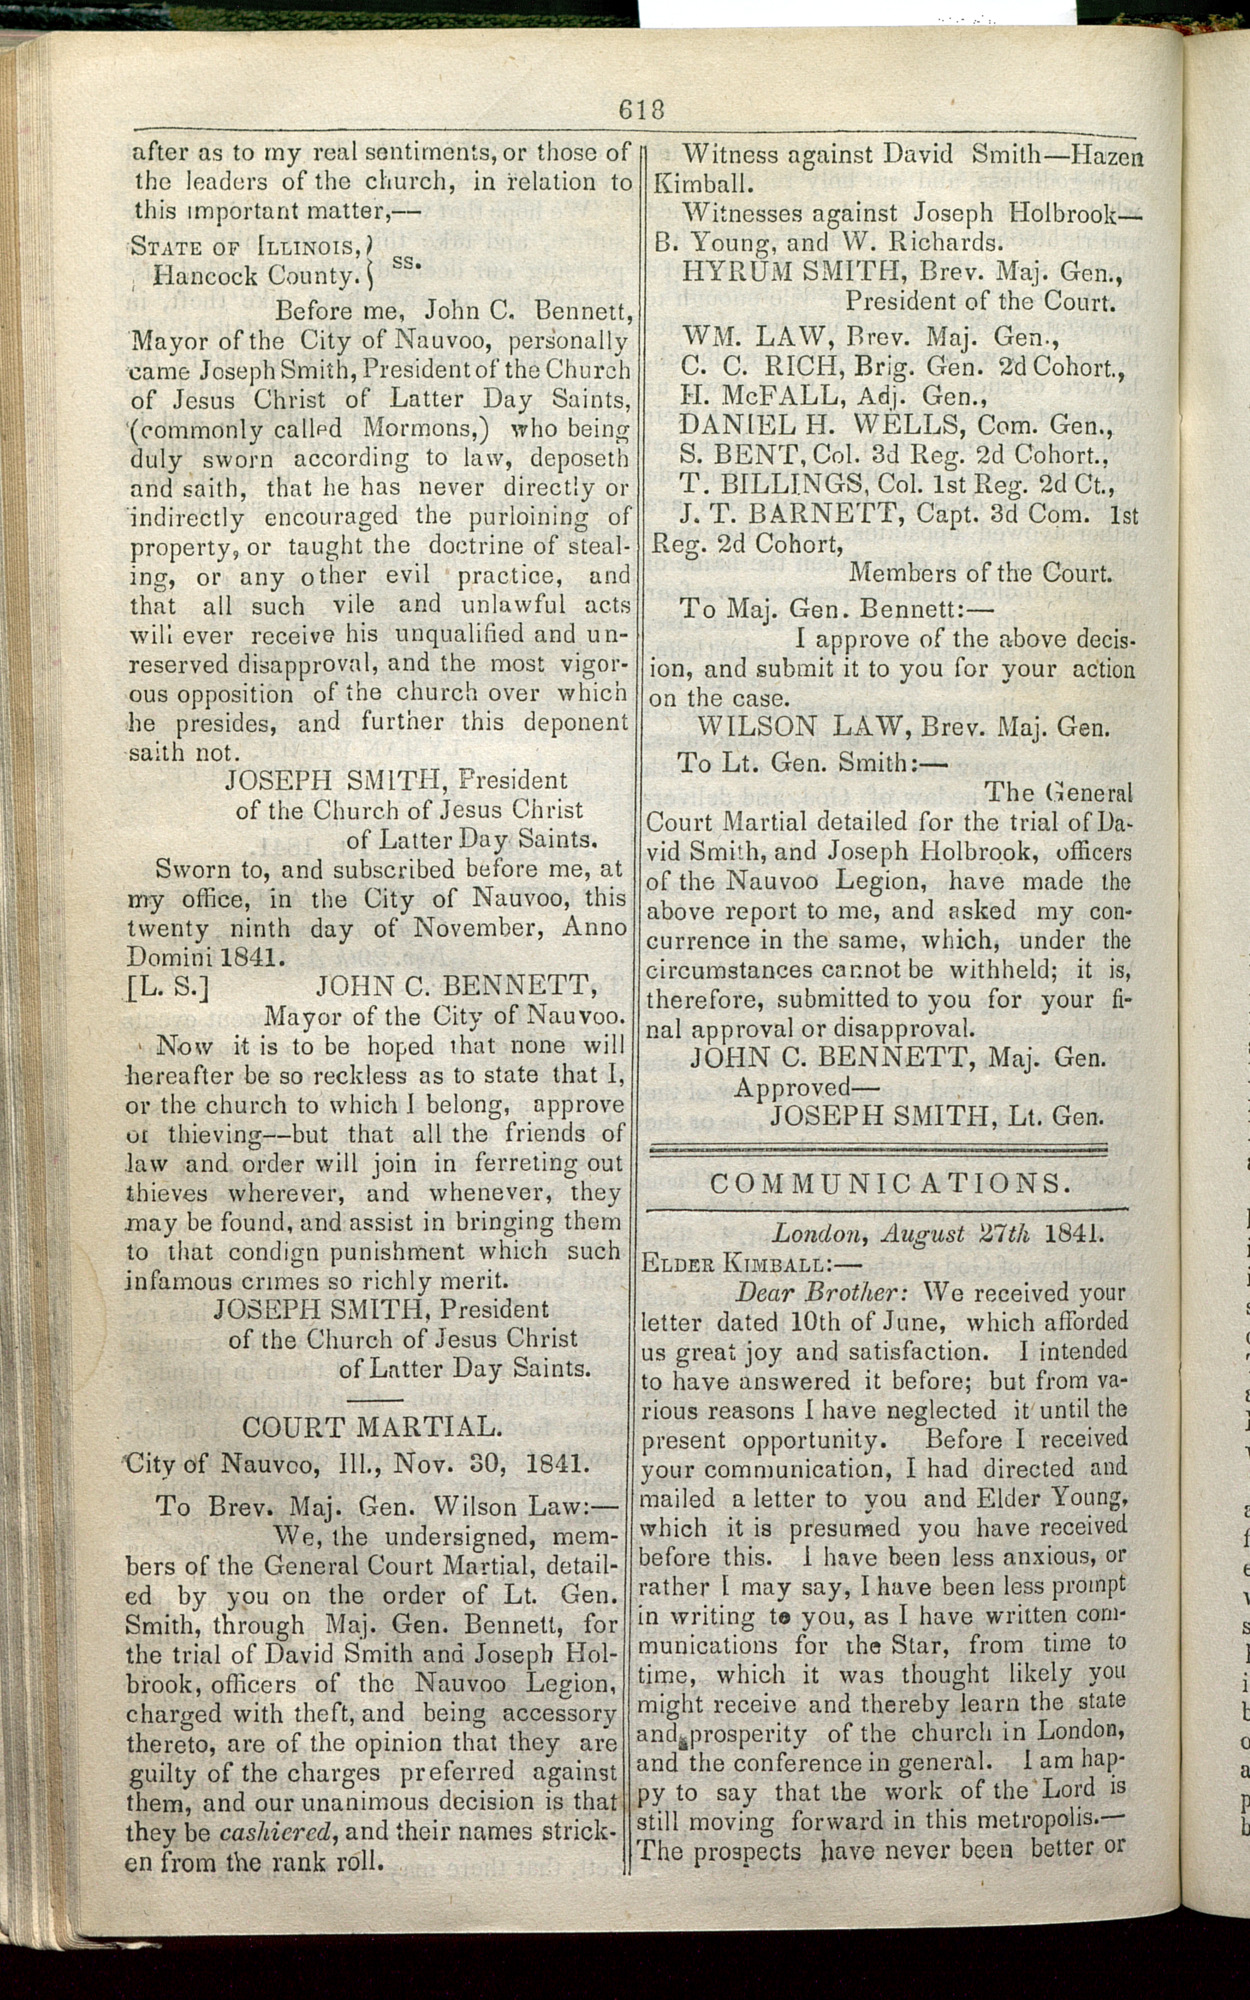 618
after as to my real sentiments, or those of
the leaders of the church, in relation to
this important matter,—
STATE OF ILLINOIS, }
Hancock County. } ss.
Before me, John C. Bennett,
Mayor of the City of Nauvoo, personally
came Joseph Smith, President of the Church
of Jesus Christ of Latter Day Saints,
(commonly called Mormons,) who being
duly sworn according to law, deposeth
and saith, that he has never directly or
indirectly encouraged the purloining of
property, or taught the doctrine of steal-
ing, or any other evil practice, and
that all such vile and unlawful acts
will ever receive his unqualified and un-
reserved disapproval, and the most vigor-
ous opposition of the church over which
he presides, and further this deponent
saith not.
JOSEPH SMITH, President
of the Church of Jesus Christ
of Latter Day Saints.
Sworn to, and subscribed before me, at
my office, in the City of Nauvoo, this
twenty ninth day of November, Anno
Domini 1841.
[L. S.] JOHN C. BENNETT,
Mayor of the City of Nauvoo.
Now it is to be hoped that none will
hereafter be so reckless as to state that I,
or the church to which I belong, approve
of thieving--but that all the friends of
law and order will join in ferreting out
thieves wherever, and whenever, they
may be found, and assist in bringing them
to that condign punishment which such
infamous crimes so richly merit.
JOSEPH SMITH, President
of the Church of Jesus Christ
of Latter Day Saints.
COURT MARTIAL.
City of Nauvoo, Ill., Nov. 30, 1841.
To Brev. Maj. Gen. Wilson Law:—
We, the undersigned, mem-
bers of the General Court Martial, detail-
ed by you on the order of Lt. Gen.
Smith, through Maj. Gen. Bennett, for
the trial of David Smith and Joseph Hol-
brook, officers of the Nauvoo Legion,
charged with theft, and being accessory
thereto, are of the opinion that they are
guilty of the charges preferred against
them, and our unanimous decision is that
they be cashiered, and their names strick-
en from the rank roll.
Witness against David Smith—Hazen
Kimball.
Witnesses against Joseph Holbrook—
B. Young, and W. Richards.
HYRUM SMITH, Brev. Maj. Gen.,
President of the Court.
WM. LAW, Brev. Maj. Gen.,
C. C. RICH, Brig. Gen. 2d Cohort.,
H. McFALL, Adj. Gen.,
DANIEL H. WELLS, Com. Gen.,
S. BENT, Col. 3d Reg. 2d Cohort.,
T. BILLINGS, Col. 1st Reg. 2d Ct.,
J. T. BARNETT, Capt. 3d Com. 1st
Reg. 2d Cohort,
Members of the Court.
To Maj. Gen. Bennett:—
I approve of the above decis-
ion, and submit it to you for your action
on the case.
WILSON LAW, Brev. Maj. Gen.
To Lt. Gen. Smith:—
The General
Court Martial detailed for the trial of Da-
vid Smith, and Joseph Holbrook, officers
of the Nauvoo Legion, have made the
above report to me, and asked my con-
currence in the same, which, under the
circumstances cannot be withheld; it is,
therefore, submitted to you for your fi-
nal approval or disapproval.
JOHN C. BENNETT, Maj. Gen.
Approved—
JOSEPH SMITH, Lt. Gen.
COMMUNICATIONS.
London, August 27th 1841.
ELDER KIMBALL:—
Dear Brother: We received your
letter dated 10th of June, which afforded
us great joy and satisfaction. I intended
to have answered it before; but from va-
rious reasons I have neglected it until the
present opportunity. Before I received
your communication, I had directed and
mailed a letter to you and Elder Young,
which it is presumed you have received
before this. I have been less anxious, or
rather I may say, I have been less prompt
in writing to you, as I have written com-
munications for the Star, from time to
time, which it was thought likely you
might receive and thereby learn the state
and prosperity of the church in London,
and the conference in general. I am hap-
py to say that the work of the Lord is
still moving forward in this metropolis.—
The prospects have never been better or